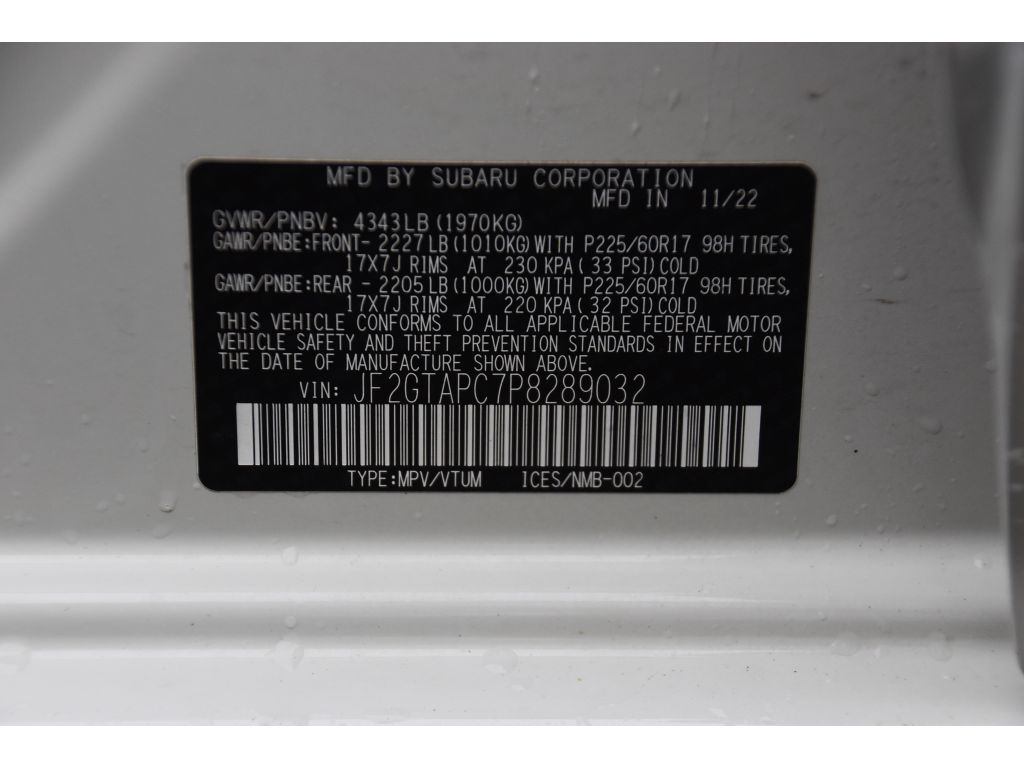 MFD BY SUBARU CORPORATION
MFD IN 11/22
GVWR/PNBV: 4343LB(1970KG)
GAWR/PNBE:FRONT- 2227LB(1010KG)WITH P225/60R17 98H TIRES,
17X7J RIMS AT 230 KPA( 33 PSI)COLD
GAWR/PNBE:REAR - 2205LB(1000KG)WITH P225/60R17 98H TIRES,
17X7J RIMS AT 220 KPA( 32 PSI)COLD
THIS VEHICLE CONFORMS TO ALL APPLICABLE FEDERAL MOTOR
VEHICLE SAFETY AND THEFT PREVENTION STANDARDS IN EFFECT ON
THE DATE OF MANUFACTURE SHOWN ABOVE.
VIN: JF2GTAPC7P8289032
TYPE:MPV/VTUM ICES/NMB-002